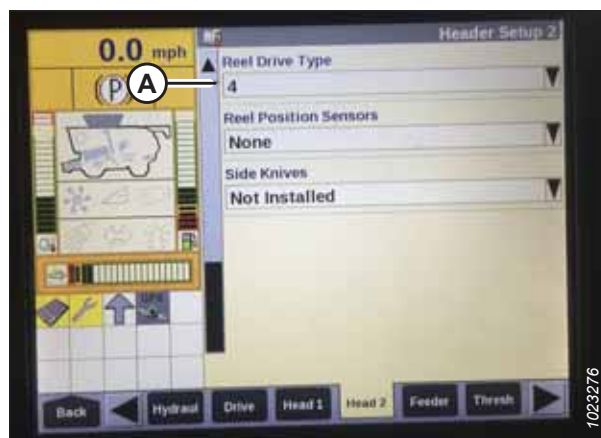 0.0 mph
Header Setup 2
(P)
A
Reel Drive Type
4
Reel Position Sensors
None
Side Knives
Not Installed
GPS
Back
Hydraul
Drive
Head 1
Head 2
Feeder
Thresh
1023276